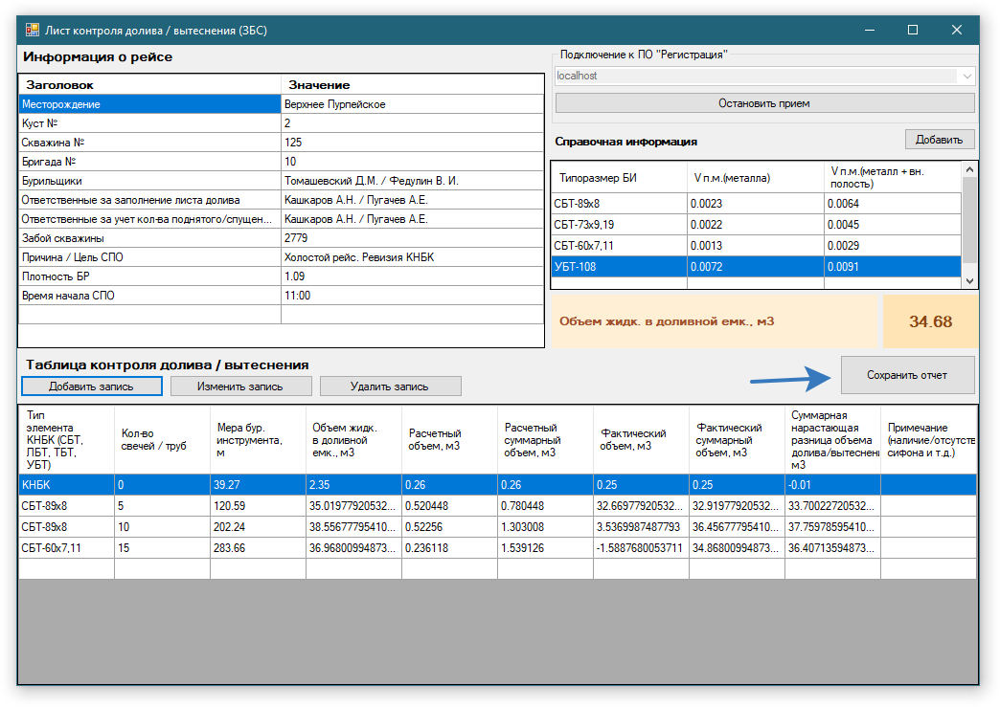 Лист контроля долива / вытеснения (ЗБС)
Информация о рейсе
Заголовок Значение
Месторождение Верхнее Пурпейское
Куст № 2
Скважина № 125
Бригада № 10
Бурильщики Томашевский Д.М. / Федулин В. И.
Ответственные за заполнение листа долива Кашкаров А.Н. / Пугачев А.Е.
Ответственные за учет кол-ва поднятого/спущен... Кашкаров А.Н. / Пугачев А.Е.
Забой скважины 2779
Причина / Цель СПО Холостой рейс. Ревизия КНБК
Плотность БР 1.09
Время начала СПО 11:00
Подключение к ПО "Регистрация"
localhost
Остановить прием
Справочная информация Добавить
Типоразмер БИ V п.м.(металла) V п.м.(металл + вн.
полость)
СБТ-89х8 0.0023 0.0064
СБТ-73х9,19 0.0022 0.0045
СБТ-60х7,11 0.0013 0.0029
УБТ-108 0.0072 0.0091
Объем жидк. в доливной емк., м3 34.68
Таблица контроля долива / вытеснения
Добавить запись Изменить запись Удалить запись Сохранить отчет
Тип
элемента
КНБК (СБТ,
ЛБТ, ТБТ,
УБТ)
Кол-во
свечей / труб
Мера бур.
инструмента,
м
Объем жидк.
в доливной
емк., м3
Расчетный
объем, м3
Расчетный
суммарный
объем, м3
Фактический
объем, м3
Фактический
суммарный
объем, м3
Суммарная
нарастающая
разница объема
долива/вытеснен
м3
Примечание
(наличие/отсутств
сифона и т.д.)
КНБК 0 39.27 2.35 0.26 0.26 0.25 0.25 -0.01
СБТ-89х8 5 120.59 35.01977920532... 0.520448 0.780448 32.66977920532... 32.91977920532... 33.70022720532...
СБТ-89х8 10 202.24 38.55677795410... 0.52256 1.303008 3.5369987487793 36.45677795410... 37.75978595410...
СБТ-60х7,11 15 283.66 36.96800994873... 0.236118 1.539126 -1.5887680053711 34.86800994873... 36.40713594873...